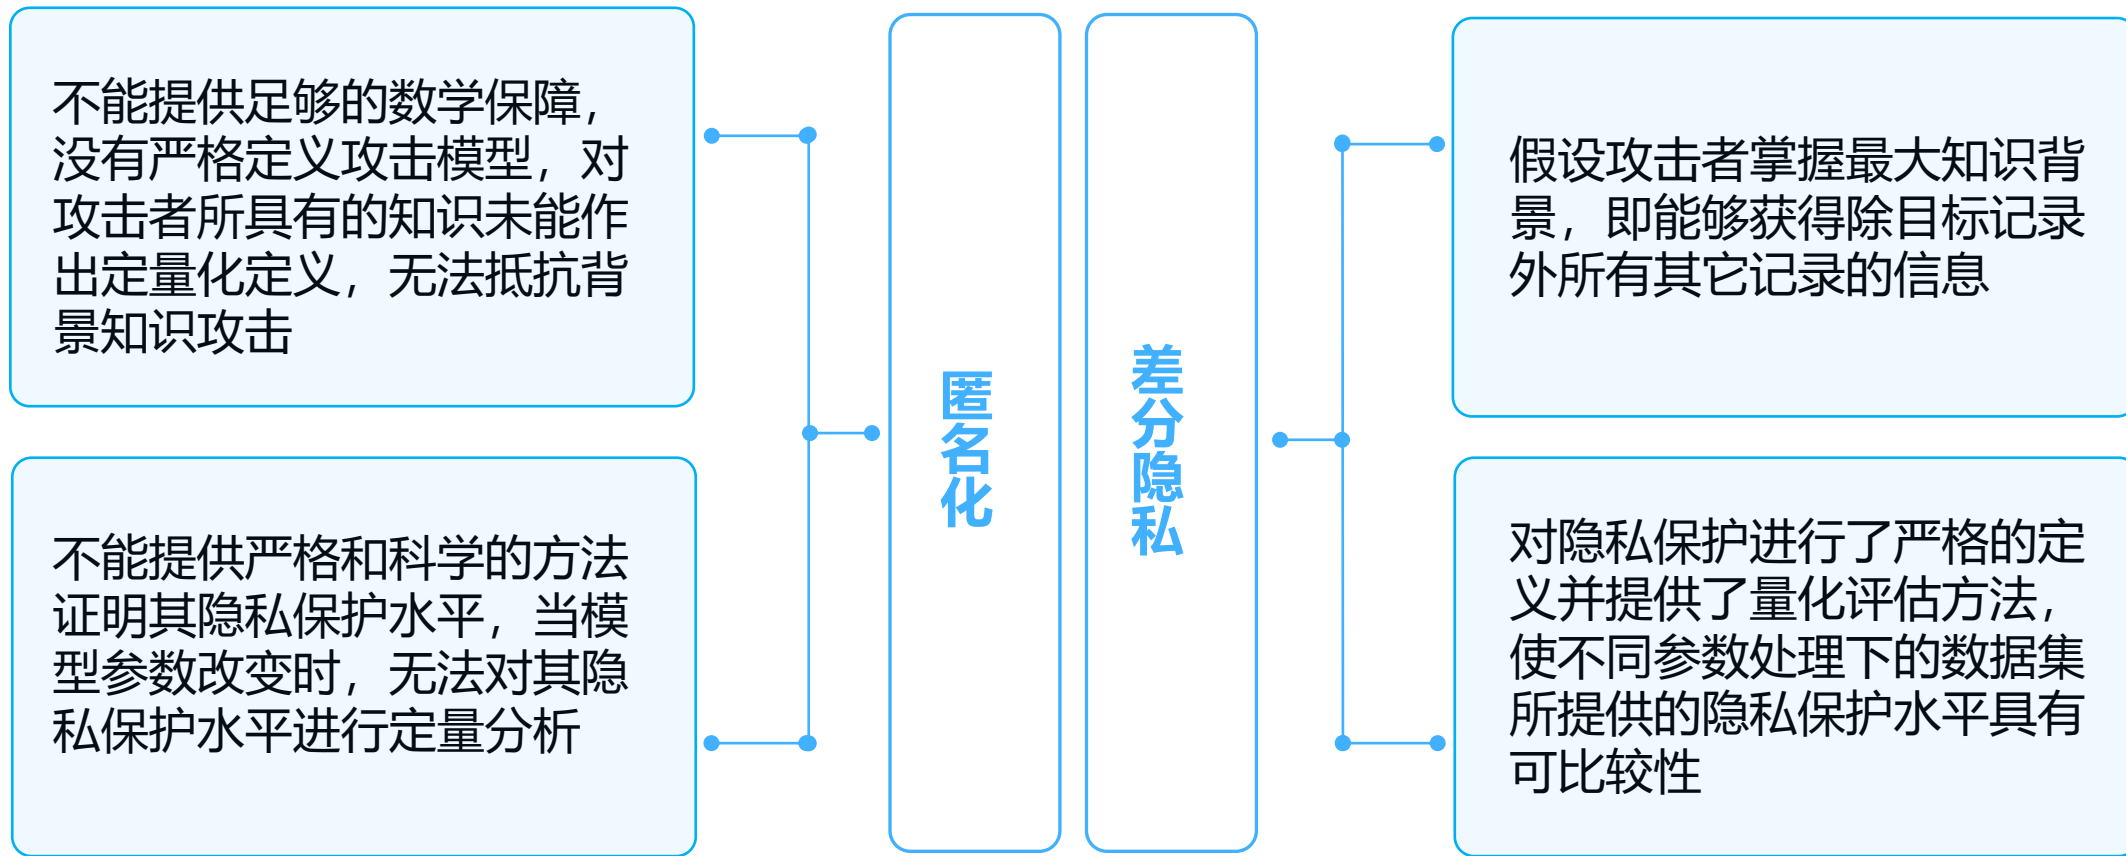 不能提供足够的数学保障，
没有严格定义攻击模型，对
攻击者所具有的知识未能作
出定量化定义，无法抵抗背
景知识攻击
不能提供严格和科学的方法
证明其隐私保护水平，当模
型参数改变时，无法对其隐
私保护水平进行定量分析
匿名化
差分隐私
假设攻击者掌握最大知识背
景，即能够获得除目标记录
外所有其它记录的信息
对隐私保护进行了严格的定
义并提供了量化评估方法，
使不同参数处理下的数据集
所提供的隐私保护水平具有
可比较性